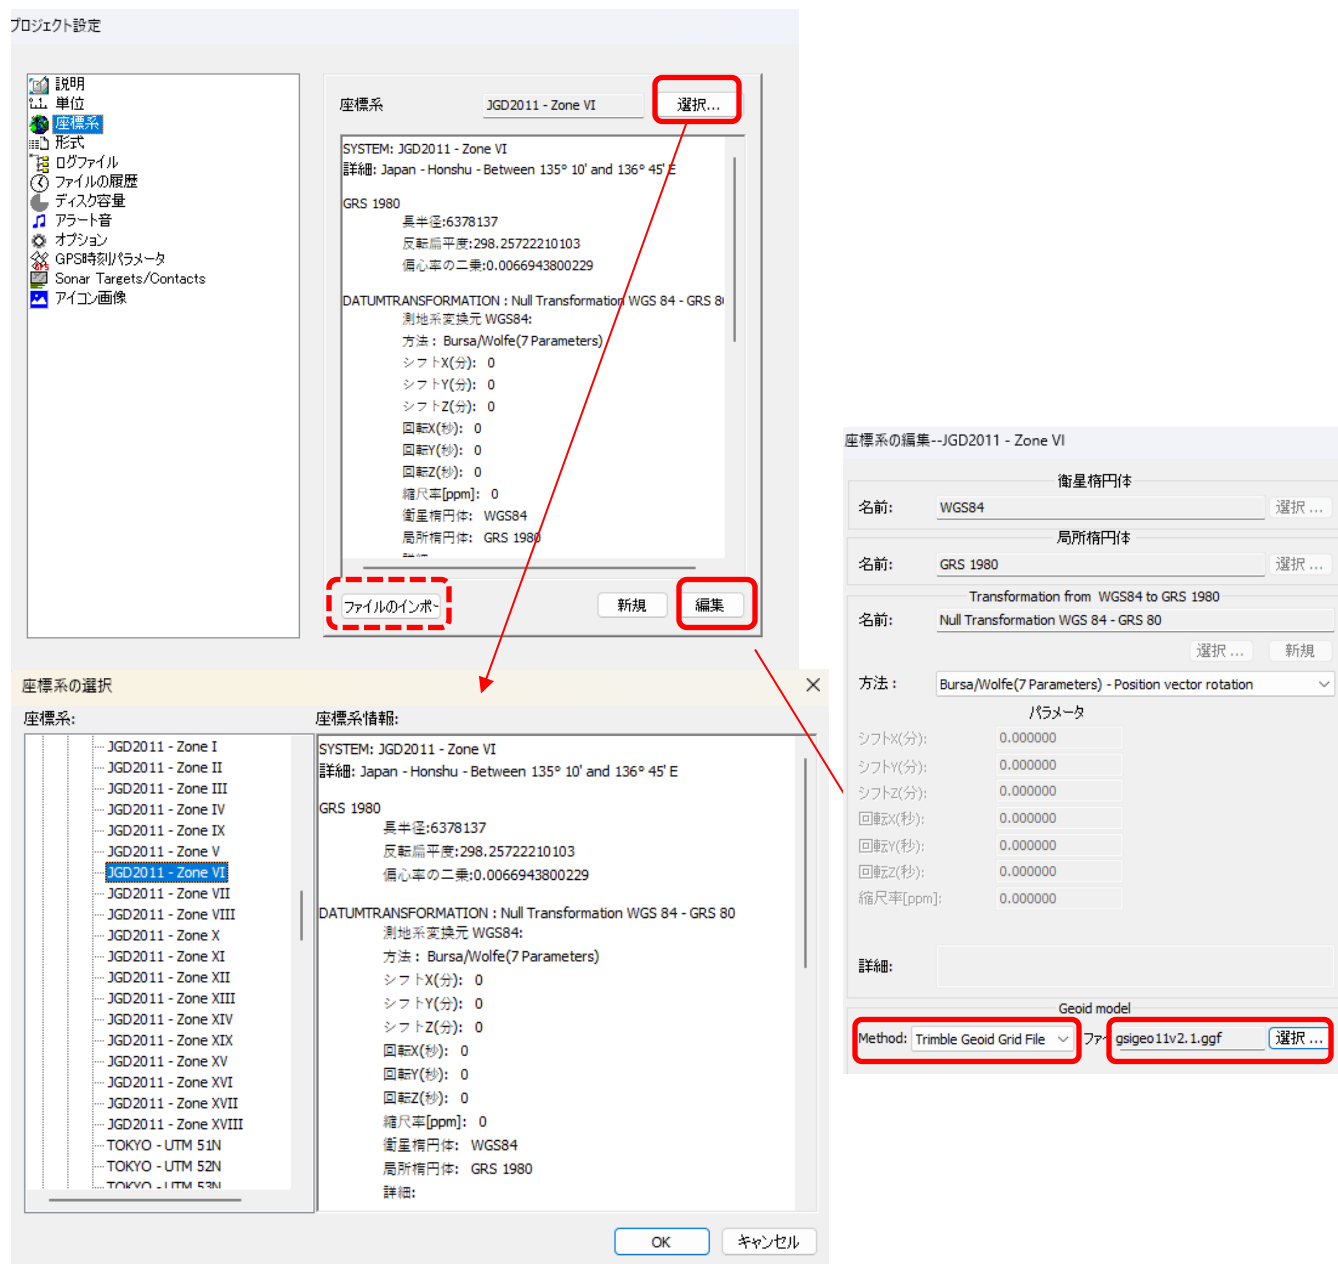 プロジェクト設定
説明
単位
座標系
形式
ログファイル
ファイルの履歴
ディスク容量
アラート音
オプション
GPS時刻パラメータ
Sonar Targets/Contacts
アイコン画像
座標系
JGD2011 - Zone VI
選択...
SYSTEM: JGD2011 - Zone VI
詳細: Japan - Honshu - Between 135° 10' and 136° 45' E
GRS 1980
長半径:6378137
反転扁平度:298.25722210103
偏心率の二乗:0.0066943800229
DATUMTRANSFORMATION : Null Transformation WGS 84 - GRS 8
測地系変換元 WGS84:
方法 : Bursa/Wolfe(7 Parameters)
シフトX(分): 0
シフトY(分): 0
シフトZ(分): 0
回転X(秒): 0
回転Y(秒): 0
回転Z(秒): 0
縮尺率[ppm]: 0
衛星楕円体: WGS84
局所楕円体: GRS 1980
ファイルのインポ
新規
編集
座標系の選択
座標系:
JGD2011 - Zone I
JGD2011 - Zone II
JGD2011 - Zone III
JGD2011 - Zone IV
JGD2011 - Zone IX
JGD2011 - Zone V
JGD2011 - Zone VI
JGD2011 - Zone VII
JGD2011 - Zone VIII
JGD2011 - Zone X
JGD2011 - Zone XI
JGD2011 - Zone XII
JGD2011 - Zone XIII
JGD2011 - Zone XIV
JGD2011 - Zone XIX
JGD2011 - Zone XV
JGD2011 - Zone XVI
JGD2011 - Zone XVII
JGD2011 - Zone XVIII
TOKYO - UTM 51N
TOKYO - UTM 52N
TOKYO - UTM 53N
座標系情報:
SYSTEM: JGD2011 - Zone VI
詳細: Japan - Honshu - Between 135° 10' and 136° 45' E
GRS 1980
長半径:6378137
反転扁平度:298.25722210103
偏心率の二乗:0.0066943800229
DATUMTRANSFORMATION : Null Transformation WGS 84 - GRS 80
測地系変換元 WGS84:
方法 : Bursa/Wolfe(7 Parameters)
シフトX(分): 0
シフトY(分): 0
シフトZ(分): 0
回転X(秒): 0
回転Y(秒): 0
回転Z(秒): 0
縮尺率[ppm]: 0
衛星楕円体: WGS84
局所楕円体: GRS 1980
詳細:
OK
キャンセル
座標系の編集--JGD2011 - Zone VI
衛星楕円体
名前: WGS84 選択 ...
局所楕円体
名前: GRS 1980 選択 ...
Transformation from WGS84 to GRS 1980
名前: Null Transformation WGS 84 - GRS 80
選択 ... 新規
方法 : Bursa/Wolfe(7 Parameters) - Position vector rotation
パラメータ
シフトX(分): 0.000000
シフトY(分): 0.000000
シフトZ(分): 0.000000
回転X(秒): 0.000000
回転Y(秒): 0.000000
回転Z(秒): 0.000000
縮尺率[ppm]: 0.000000
詳細:
Geoid model
Method: Trimble Geoid Grid File ファイ gsigeo11v2.1.ggf 選択 ...